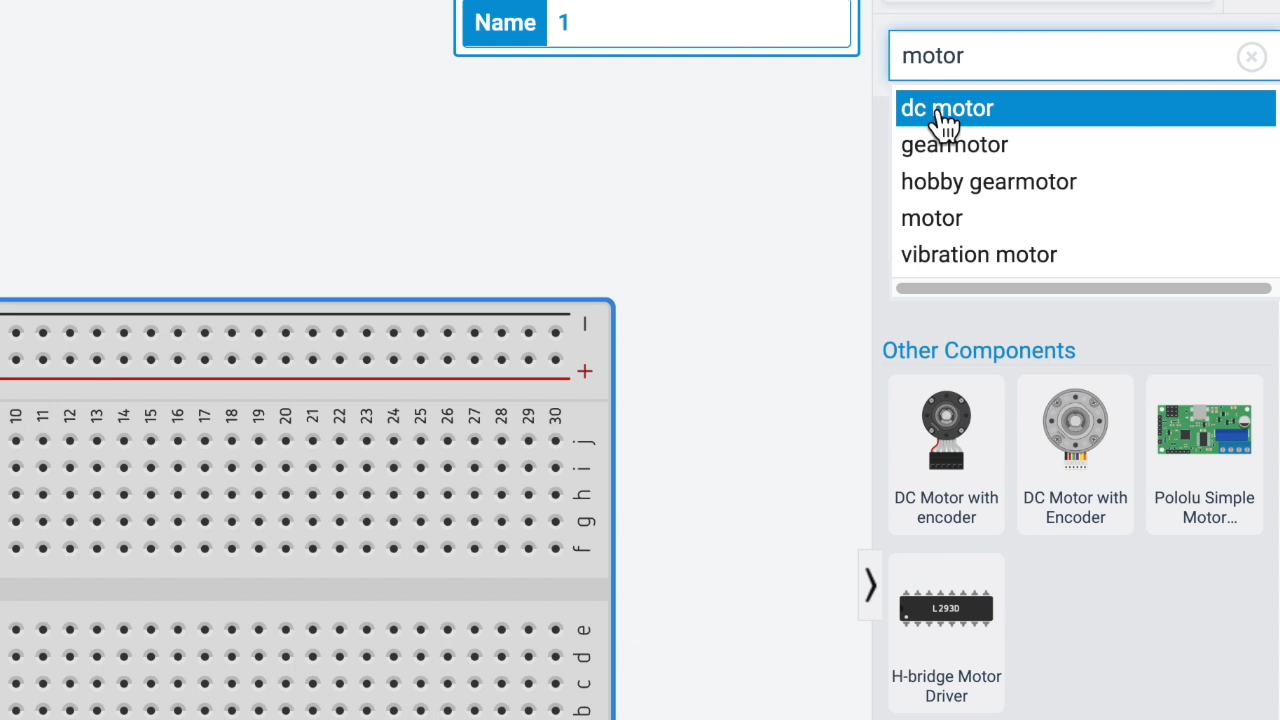 Name 1
motor
dc motor
gearmotor
hobby gearmotor
motor
vibration motor
Other Components
DC Motor with
encoder
DC Motor with
Encoder
Pololu Simple
Motor...
L293D
H-bridge Motor
Driver
−
+
10 11 12 13 14 15 16 17 18 19 20 21 22 23 24 25 26 27 28 29 30
j
i
h
g
f
e
d
c
b